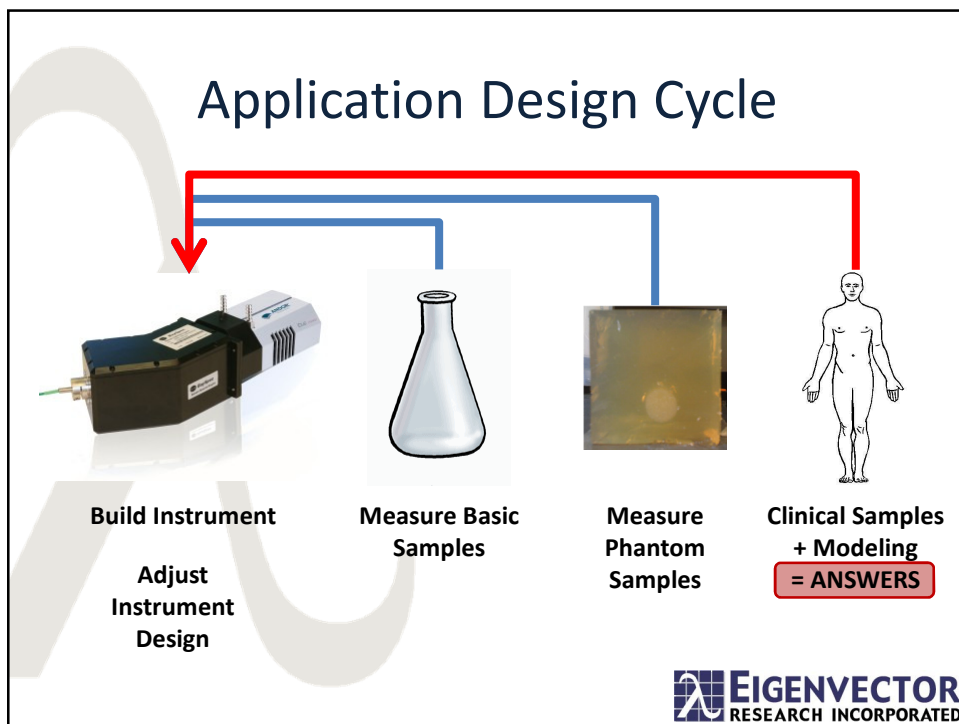 Application Design Cycle
ANDOR
Build Instrument
Adjust
Instrument
Design
Measure Basic
Samples
Measure
Phantom
Samples
Clinical Samples
+ Modeling
= ANSWERS
EIGENVECTOR
RESEARCH INCORPORATED